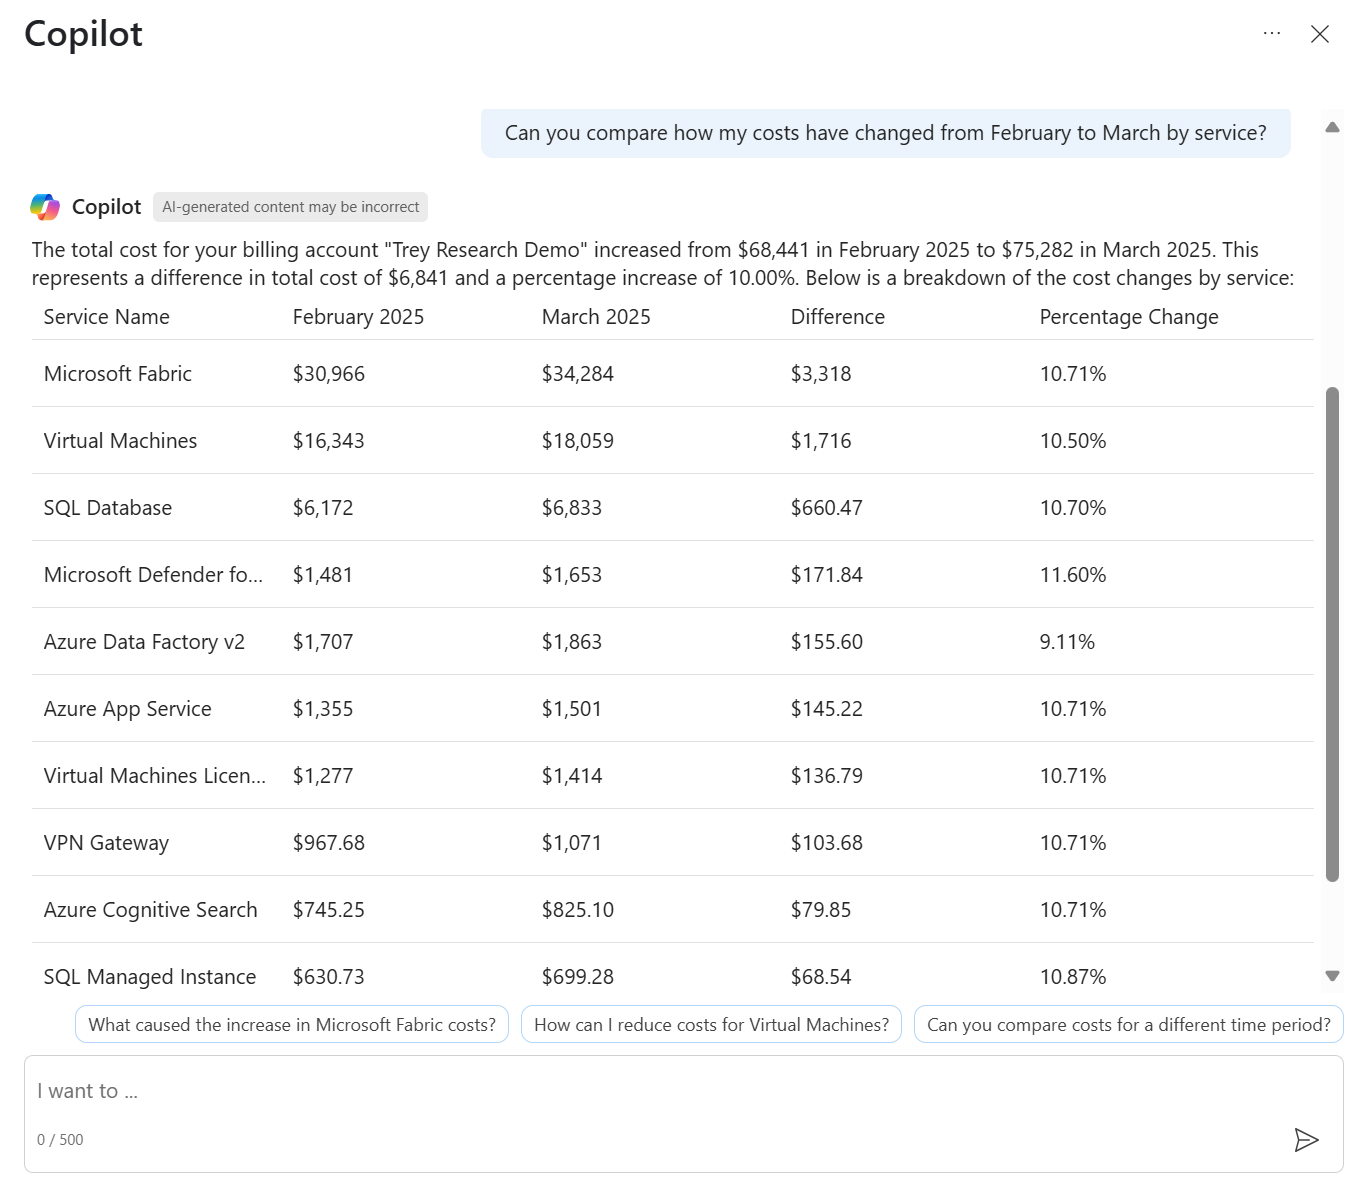 Copilot
Can you compare how my costs have changed from February to March by service?
Copilot AI-generated content may be incorrect
The total cost for your billing account "Trey Research Demo" increased from $68,441 in February 2025 to $75,282 in March 2025. This
represents a difference in total cost of $6,841 and a percentage increase of 10.00%. Below is a breakdown of the cost changes by service:
Service Name February 2025 March 2025 Difference Percentage Change
Microsoft Fabric $30,966 $34,284 $3,318 10.71%
Virtual Machines $16,343 $18,059 $1,716 10.50%
SQL Database $6,172 $6,833 $660.47 10.70%
Microsoft Defender fo... $1,481 $1,653 $171.84 11.60%
Azure Data Factory v2 $1,707 $1,863 $155.60 9.11%
Azure App Service $1,355 $1,501 $145.22 10.71%
Virtual Machines Licen... $1,277 $1,414 $136.79 10.71%
VPN Gateway $967.68 $1,071 $103.68 10.71%
Azure Cognitive Search $745.25 $825.10 $79.85 10.71%
SQL Managed Instance $630.73 $699.28 $68.54 10.87%
What caused the increase in Microsoft Fabric costs? How can I reduce costs for Virtual Machines? Can you compare costs for a different time period?
I want to ...
0 / 500